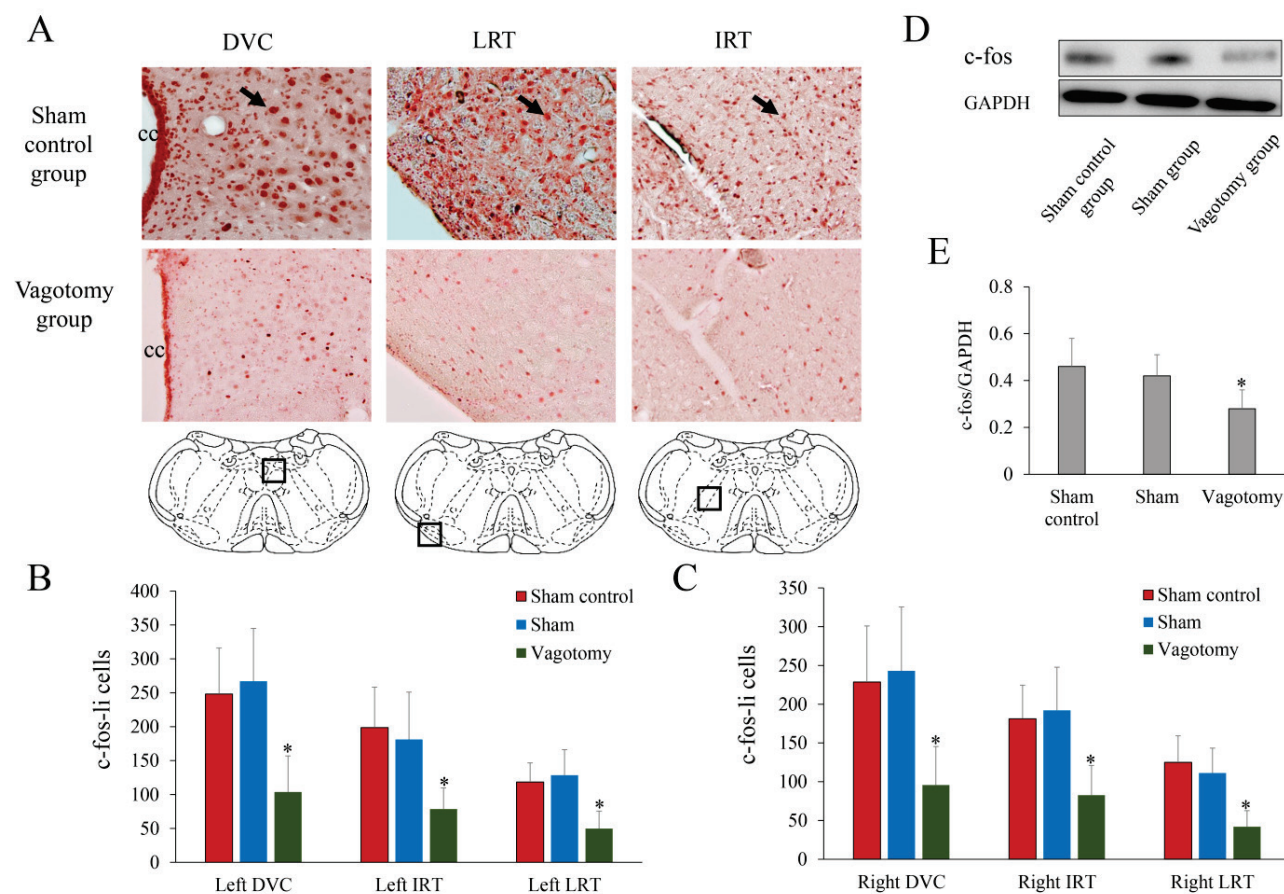 A
DVC
LRT
IRT
Sham
control
group
cc
Vagotomy
group
cc
B
400
350
300
250
200
150
100
50
0
c-fos-li cells
Sham control
Sham
Vagotomy
*
*
*
Left DVC
Left IRT
Left LRT
C
350
300
250
200
150
100
50
0
c-fos-li cells
Sham control
Sham
Vagotomy
*
*
*
Right DVC
Right IRT
Right LRT
D
c-fos
GAPDH
Sham control
group
Sham group
Vagotomy group
E
0.8
0.6
0.4
0.2
0
c-fos/GAPDH
*
Sham
control
Sham
Vagotomy